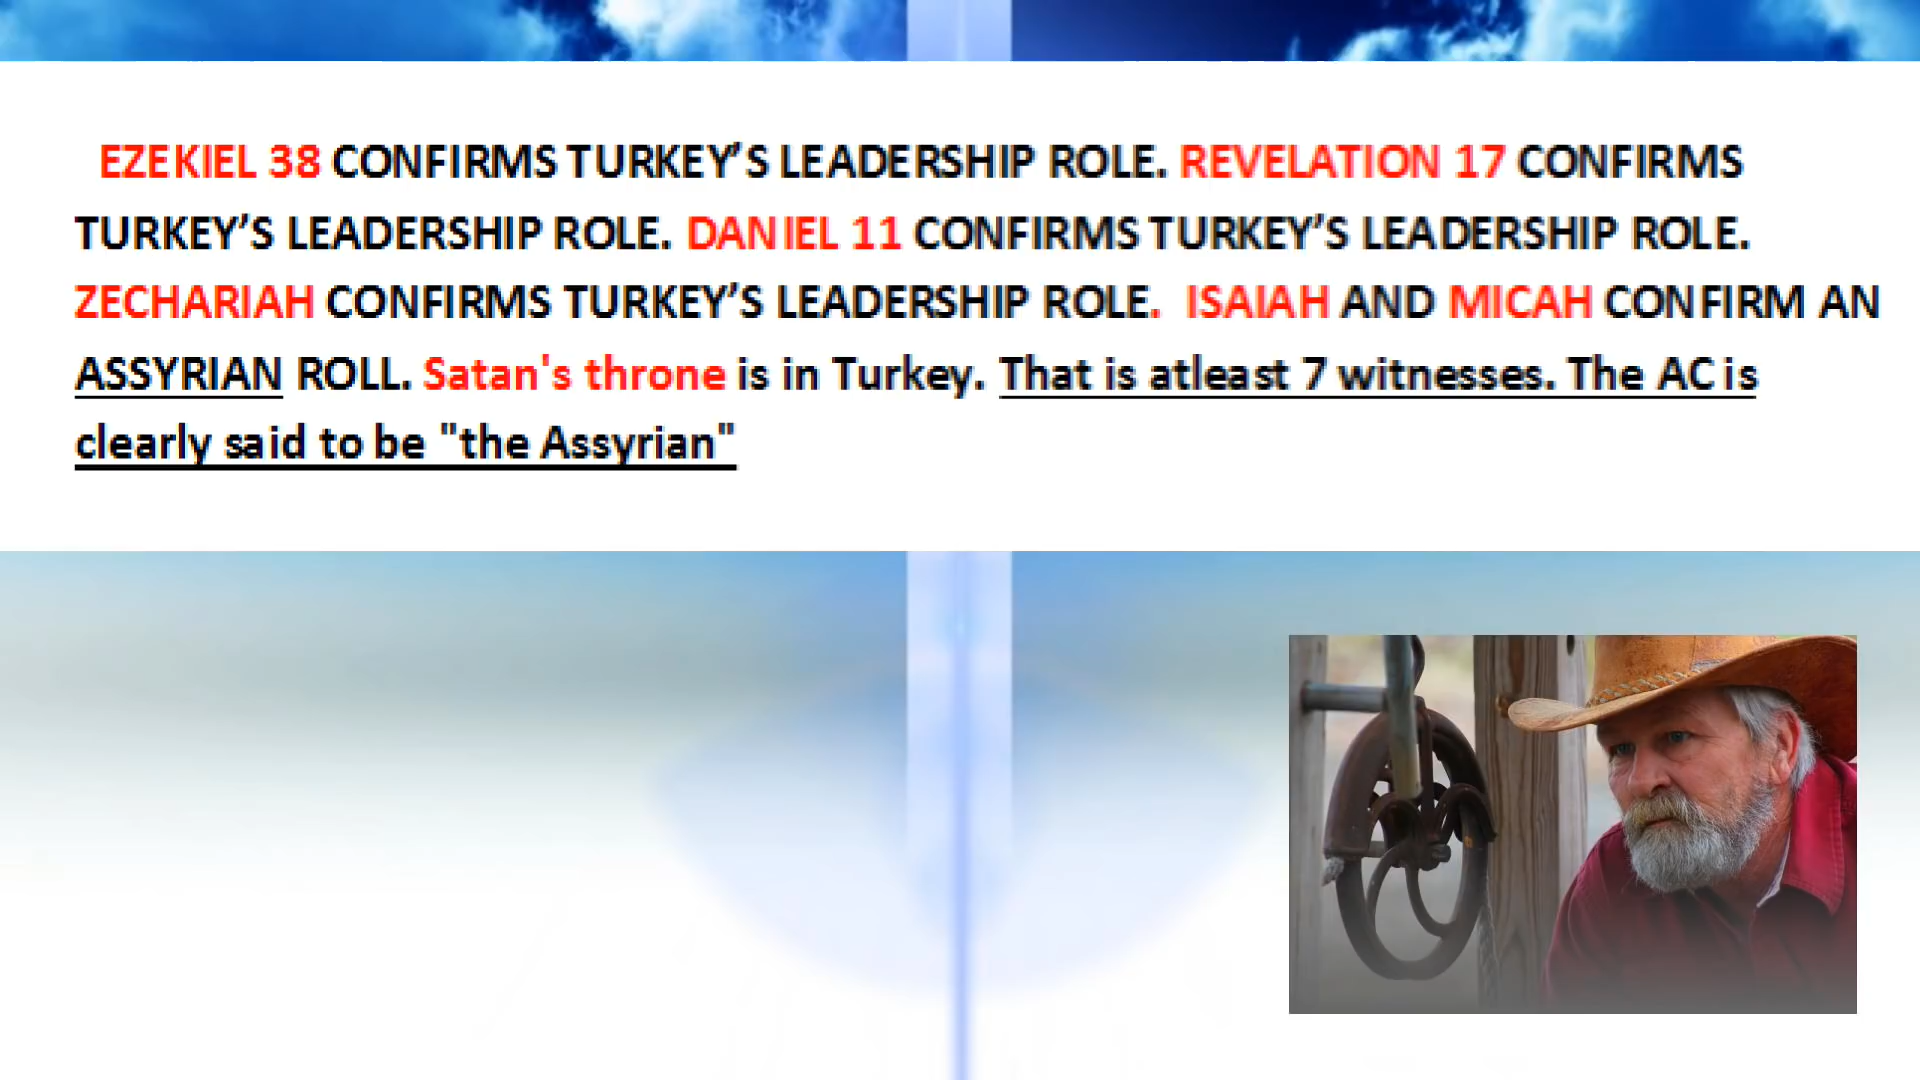 EZEKIEL 38 CONFIRMS TURKEY’S LEADERSHIP ROLE. REVELATION 17 CONFIRMS
TURKEY’S LEADERSHIP ROLE. DANIEL 11 CONFIRMS TURKEY’S LEADERSHIP ROLE.
ZECHARIAH CONFIRMS TURKEY’S LEADERSHIP ROLE. ISAIAH AND MICAH CONFIRM AN
ASSYRIAN ROLL. Satan's throne is in Turkey. That is atleast 7 witnesses. The AC is
clearly said to be "the Assyrian"